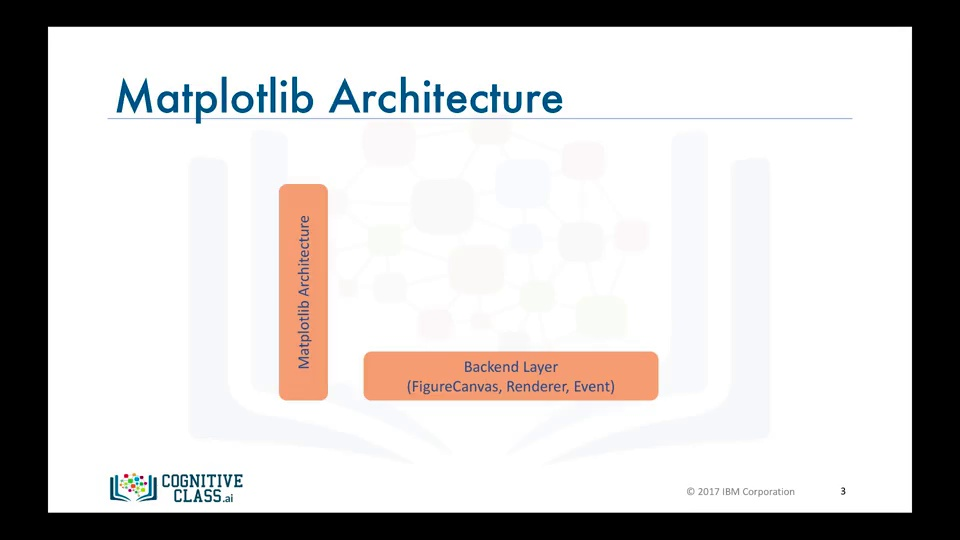 Matplotlib Architecture
Matplotlib Architecture
Backend Layer
(FigureCanvas, Renderer, Event)
COGNITIVE
CLASS.ai
© 2017 IBM Corporation
3